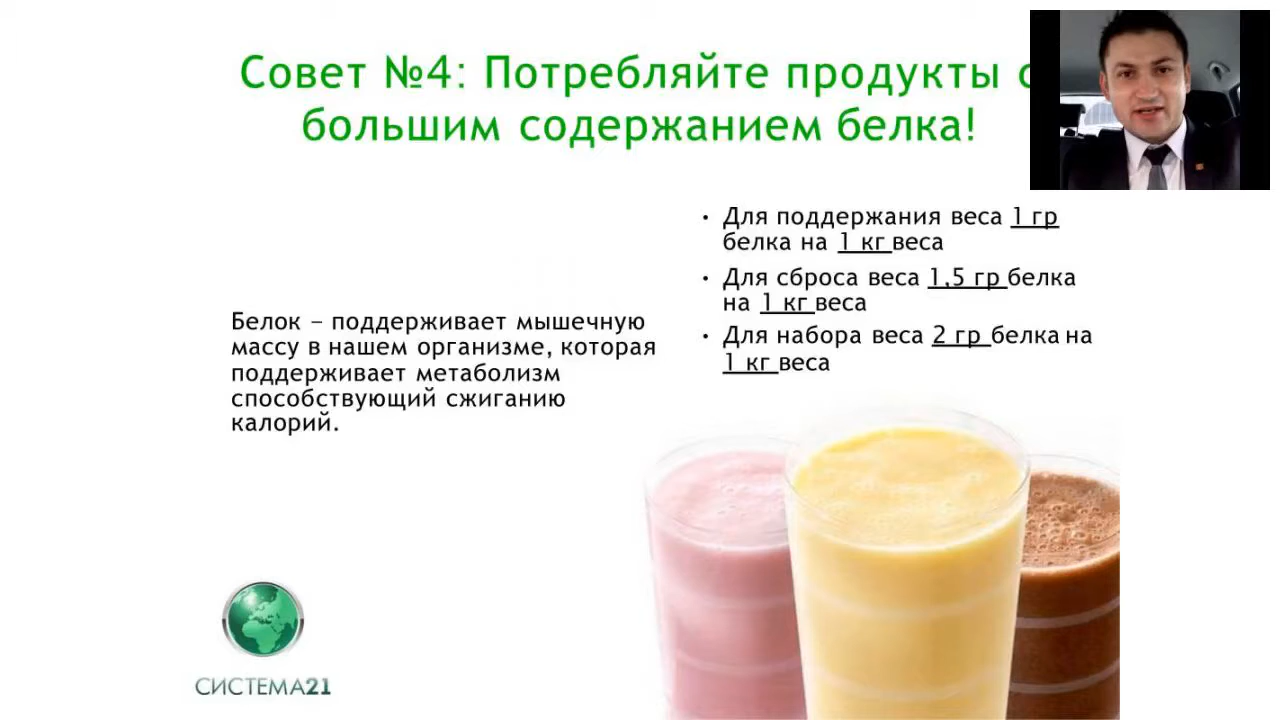 Совет №4: Потребляйте продукты с
большим содержанием белка!
Для поддержания веса 1 гр
белка на 1 кг веса
Для сброса веса 1,5 гр белка
на 1 кг веса
Для набора веса 2 гр белка на
1 кг веса
Белок – поддерживает мышечную
массу в нашем организме, которая
поддерживает метаболизм
способствующий сжиганию
калорий.
СИСТЕМА21